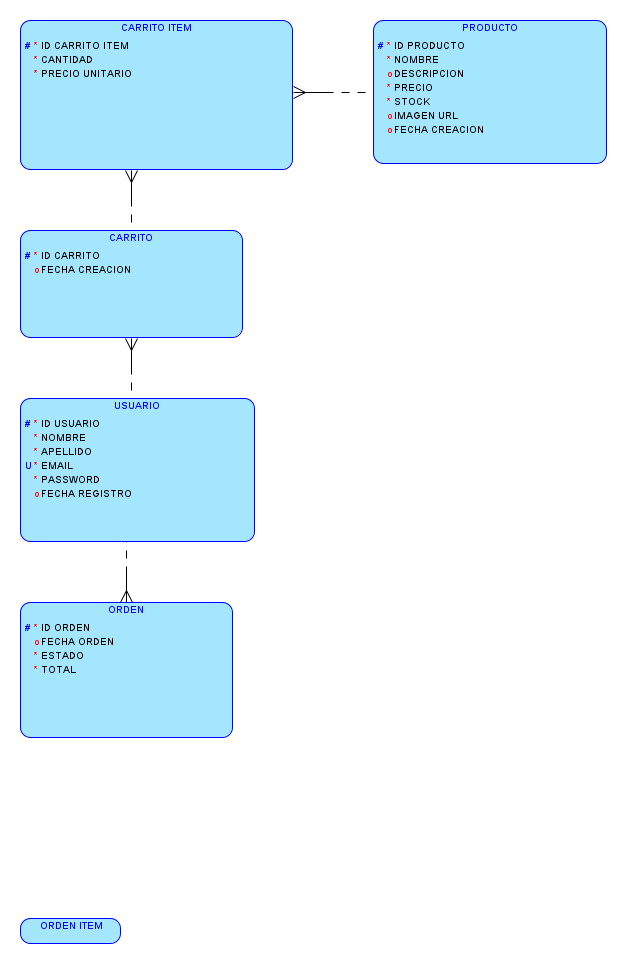 CARRITO ITEM
# * ID CARRITO ITEM
* CANTIDAD
* PRECIO UNITARIO
PRODUCTO
# * ID PRODUCTO
* NOMBRE
o DESCRIPCION
* PRECIO
* STOCK
o IMAGEN URL
o FECHA CREACION
CARRITO
# * ID CARRITO
o FECHA CREACION
USUARIO
# * ID USUARIO
* NOMBRE
* APELLIDO
U * EMAIL
* PASSWORD
o FECHA REGISTRO
ORDEN
# * ID ORDEN
o FECHA ORDEN
* ESTADO
* TOTAL
ORDEN ITEM